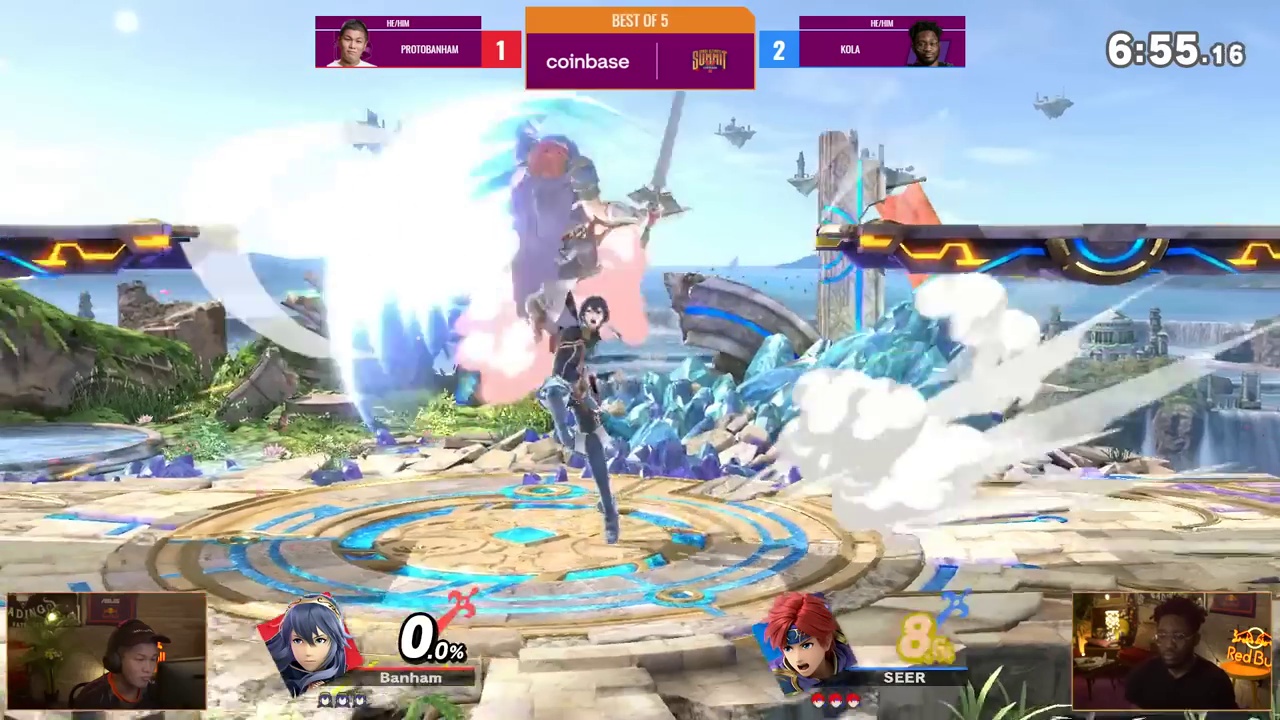 HE/HIM
PROTOBANHAM
1
BEST OF 5
coinbase
SUMMIT
2
HE/HIM
KOLA
6:55.16
0.0%
Banham
8
SEER
Red Bu